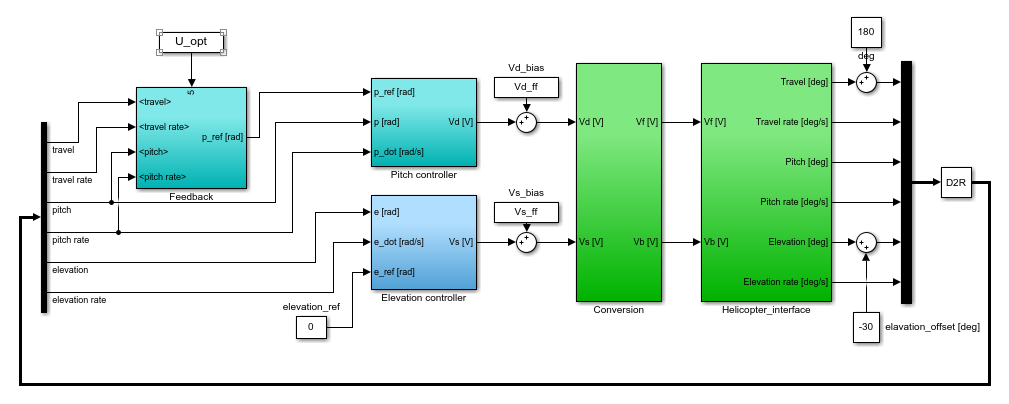 U_opt
5
<travel>
<travel rate>
<pitch>
<pitch rate>
p_ref [rad]
Feedback
travel
travel rate
pitch
pitch rate
elevation
elevation rate
p_ref [rad]
p [rad]
p_dot [rad/s]
Vd [V]
Pitch controller
e [rad]
e_dot [rad/s]
e_ref [rad]
Vs [V]
Elevation controller
elevation_ref
0
Vd_bias
Vd_ff
Vs_bias
Vs_ff
Vd [V]
Vf [V]
Vs [V]
Vb [V]
Conversion
Vf [V]
Vb [V]
Travel [deg]
Travel rate [deg/s]
Pitch [deg]
Pitch rate [deg/s]
Elevation [deg]
Elevation rate [deg/s]
Helicopter_interface
180
deg
-30
elavation_offset [deg]
D2R